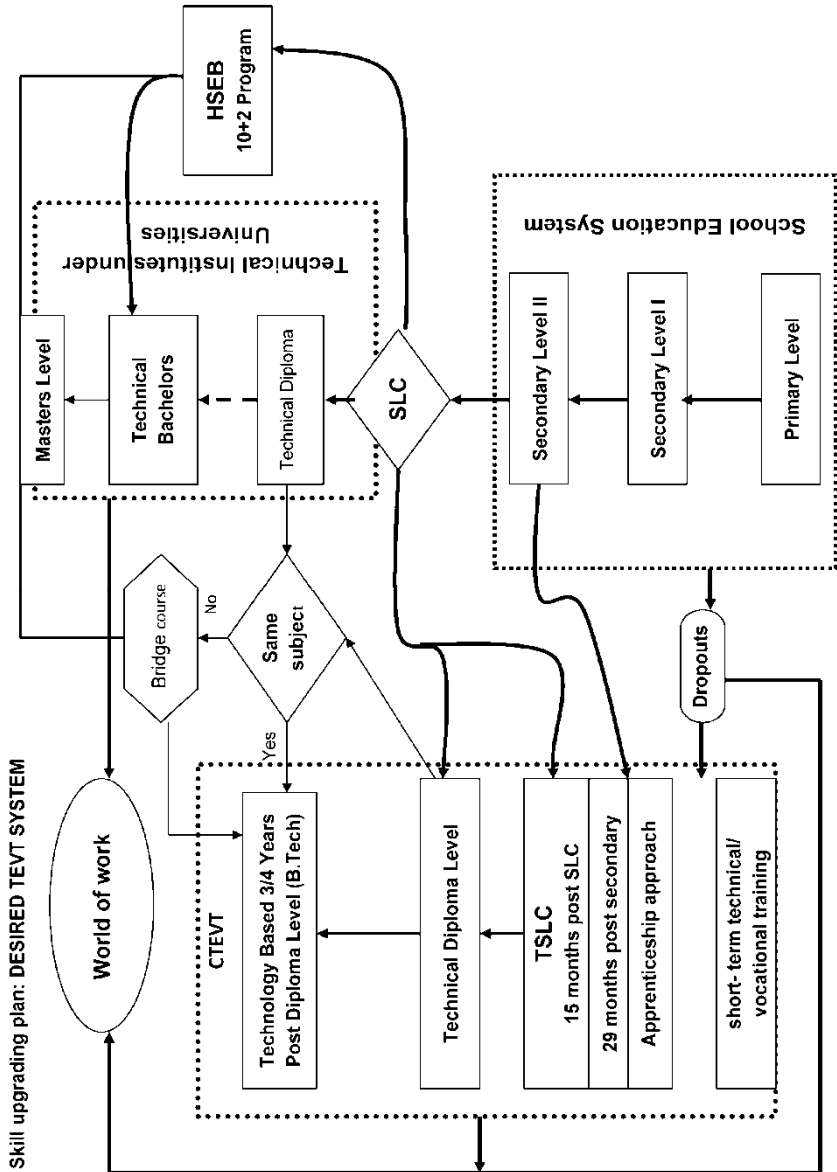 Skill upgrading plan: DESIRED TEVT SYSTEM
World of work
Bridge course
Masters Level
HSEB
10+2 Program
CTEVT
Technology Based 3/4 Years
Post Diploma Level (B.Tech)
Yes
Same
subject
No
Technical
Bachelors
Technical Diploma
Technical Institutes under
Universities
Technical Diploma Level
SLC
TSLC
15 months post SLC
29 months post secondary
Apprenticeship approach
Secondary Level II
Secondary Level I
Primary Level
School Education System
Dropouts
short- term technical/
vocational training